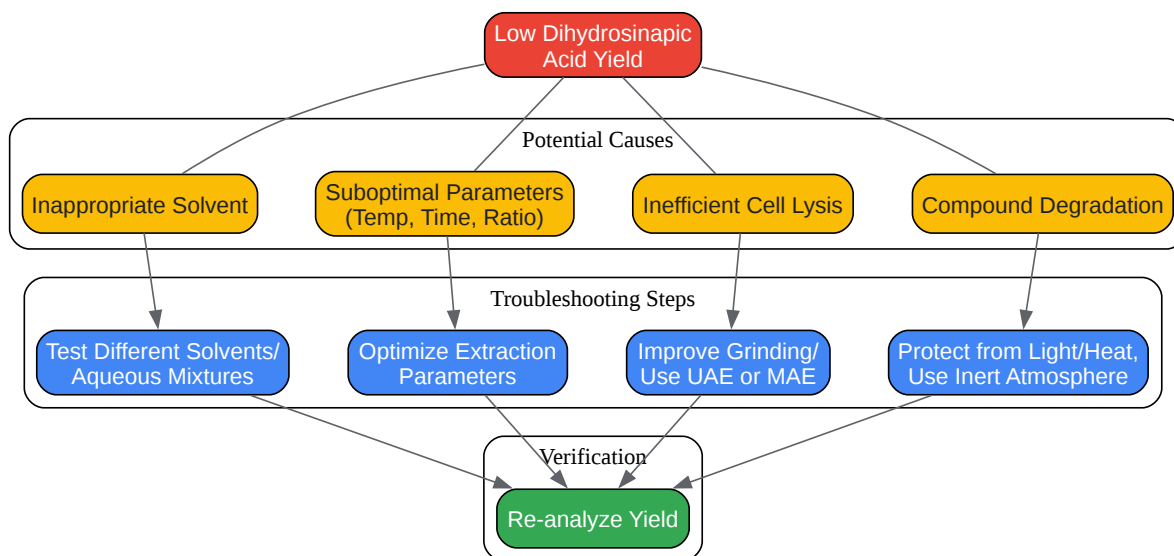 Low Dihydrosinapic
Acid Yield
Potential Causes
Inappropriate Solvent
Suboptimal Parameters
(Temp, Time, Ratio)
Inefficient Cell Lysis
Compound Degradation
Troubleshooting Steps
Test Different Solvents/
Aqueous Mixtures
Optimize Extraction
Parameters
Improve Grinding/
Use UAE or MAE
Protect from Light/Heat,
Use Inert Atmosphere
Verification
Re-analyze Yield